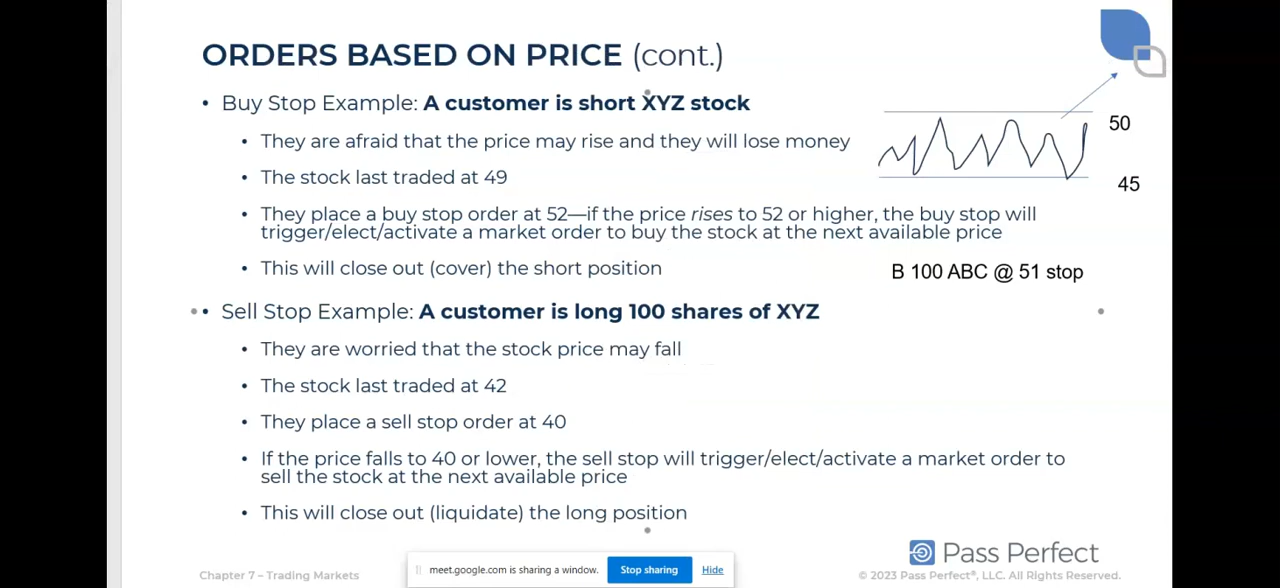 ORDERS BASED ON PRICE (cont.)
• Buy Stop Example: A customer is short XYZ stock
• They are afraid that the price may rise and they will lose money
• The stock last traded at 49
• They place a buy stop order at 52—if the price rises to 52 or higher, the buy stop will
trigger/elect/activate a market order to buy the stock at the next available price
• This will close out (cover) the short position
50
45
B 100 ABC @ 51 stop
• Sell Stop Example: A customer is long 100 shares of XYZ
• They are worried that the stock price may fall
• The stock last traded at 42
• They place a sell stop order at 40
• If the price falls to 40 or lower, the sell stop will trigger/elect/activate a market order to
sell the stock at the next available price
• This will close out (liquidate) the long position
Pass Perfect
Chapter 7 – Trading Markets
meet.google.com is sharing a window.
Stop sharing
Hide
© 2023 Pass Perfect®, LLC. All Rights Reserved.